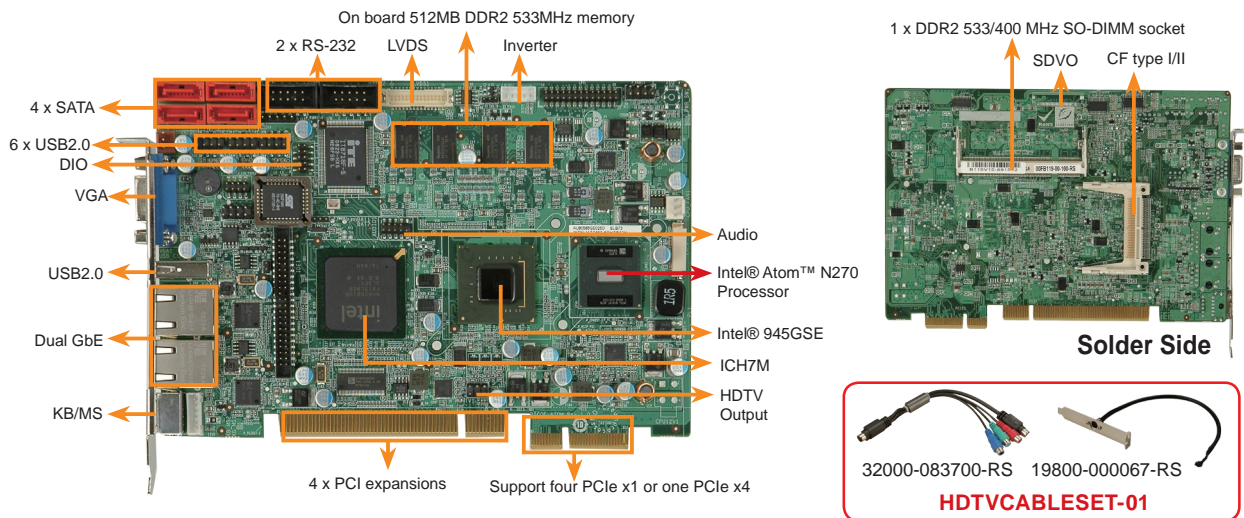 On board 512MB DDR2 533MHz memory
2 x RS-232
LVDS
Inverter
4 x SATA
6 x USB2.0
DIO
VGA
USB2.0
Dual GbE
KB/MS
Audio
Intel® Atom™ N270
Processor
Intel® 945GSE
ICH7M
HDTV
Output
4 x PCI expansions
Support four PCIe x1 or one PCIe x4
iTE
intel
1R5
1 x DDR2 533/400 MHz SO-DIMM socket
SDVO
CF type I/II
Solder Side
32000-083700-RS
19800-000067-RS
HDTVCABLESET-01